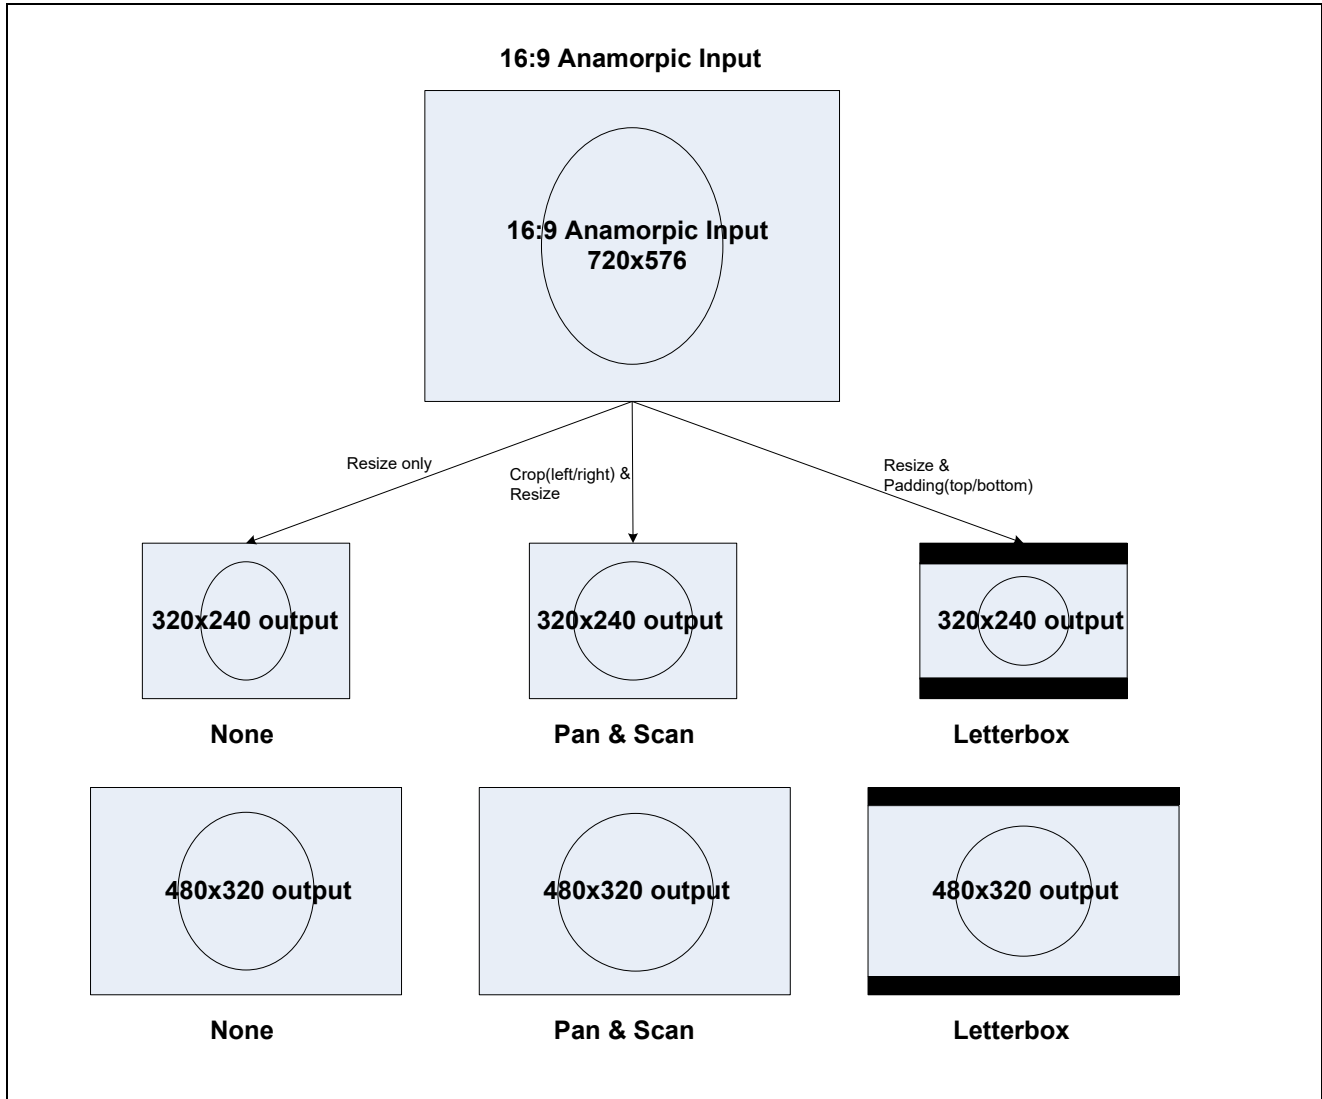 16:9 Anamorpic Input
16:9 Anamorpic Input
720x576
Resize only
Crop(left/right) &
Resize
Resize &
Padding(top/bottom)
320x240 output
320x240 output
320x240 output
None
Pan & Scan
Letterbox
480x320 output
480x320 output
480x320 output
None
Pan & Scan
Letterbox